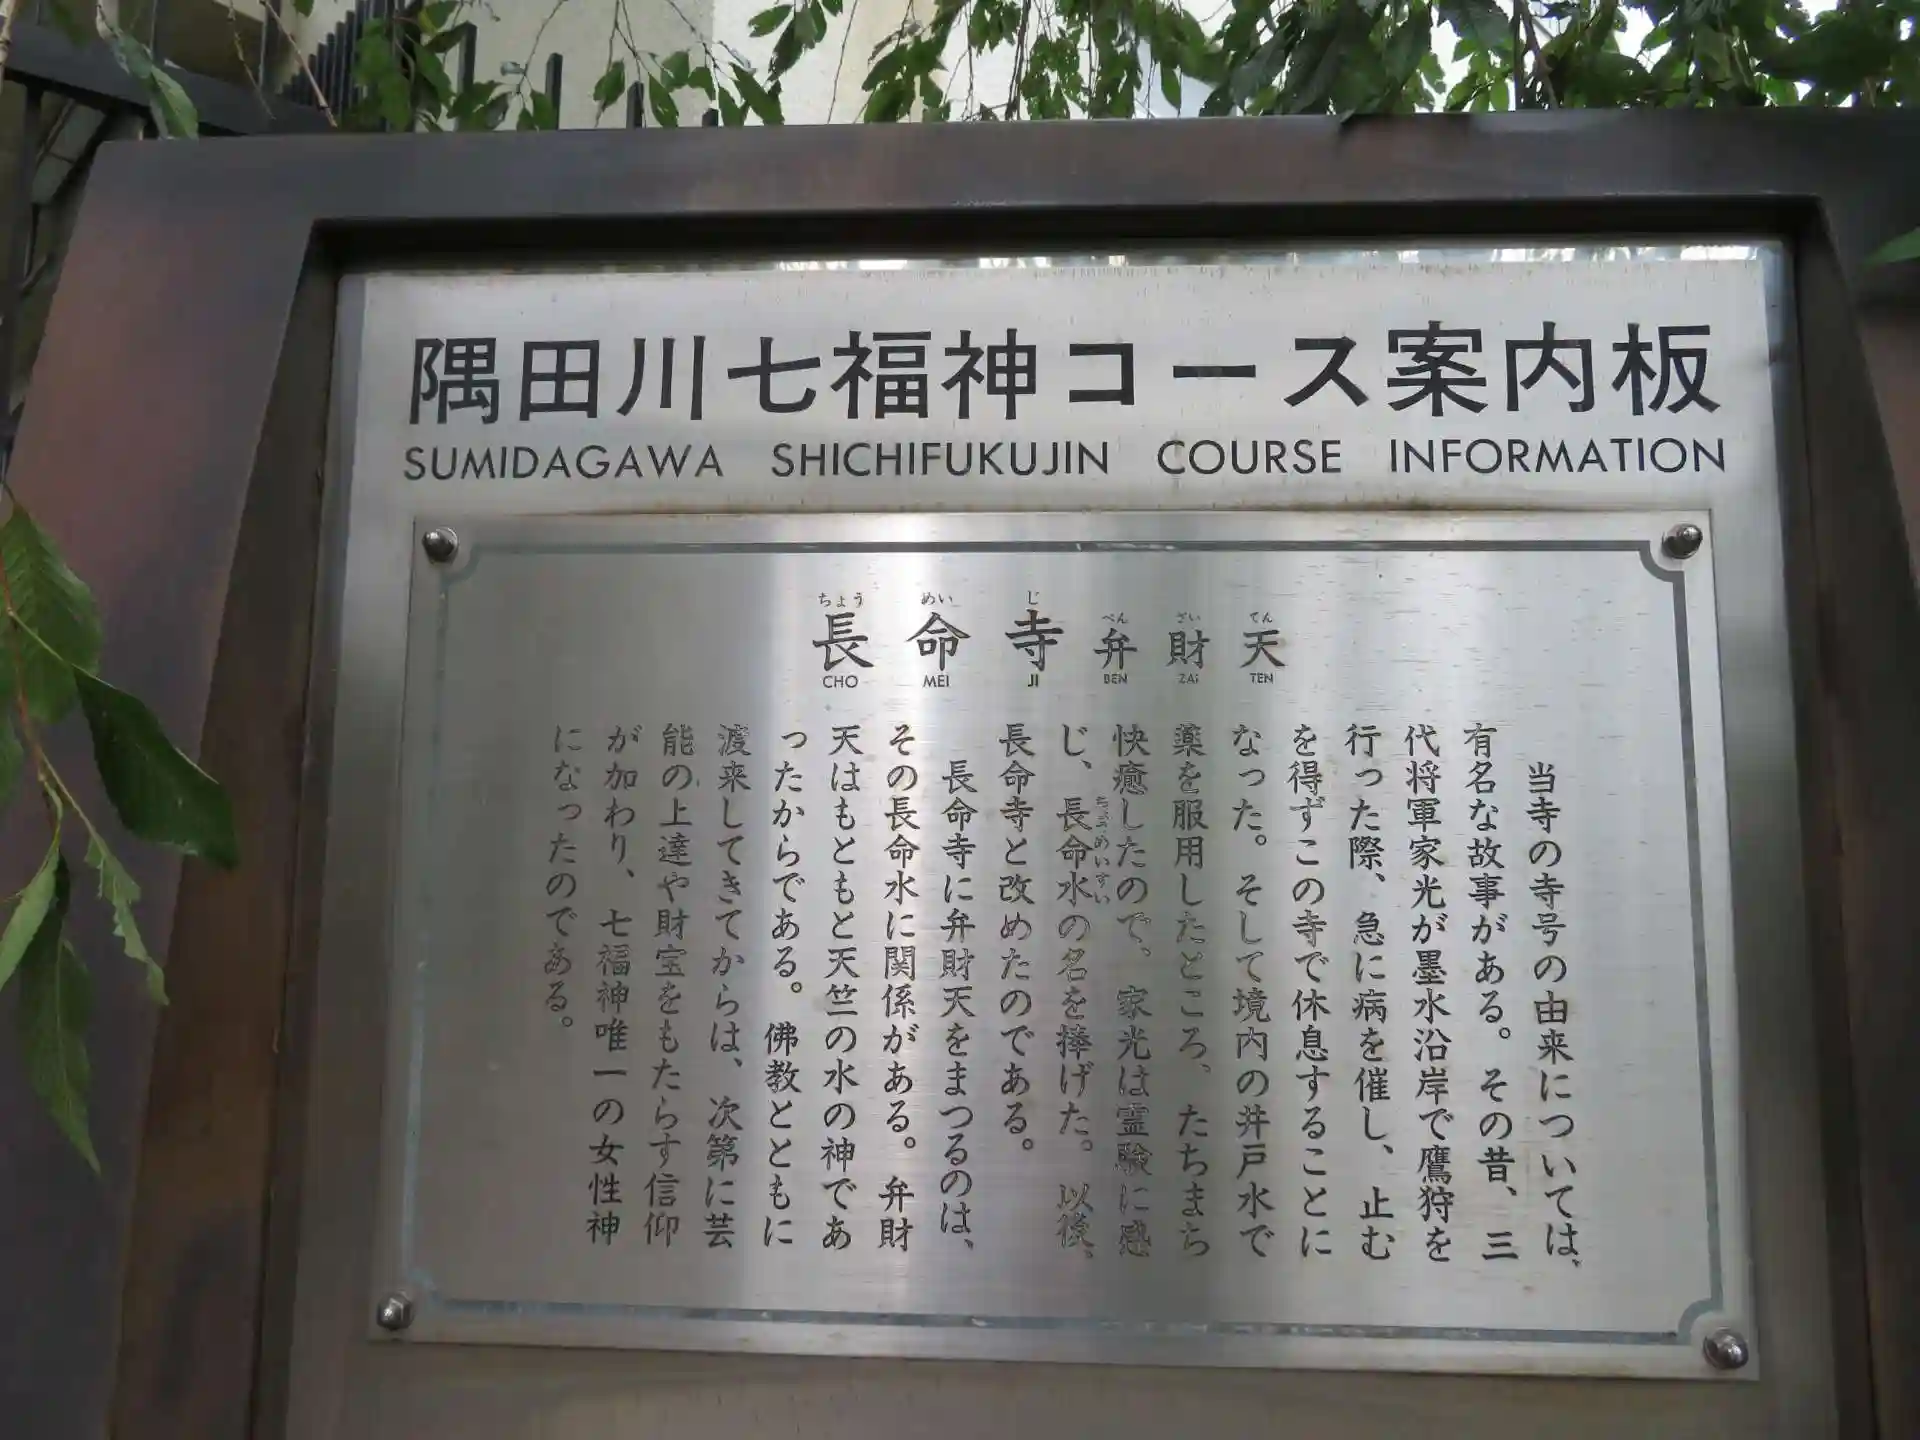 隅田川七福神コース案内板
SUMIDAGAWA SHICHIFUKUJIN COURSE INFORMATION
ちょう めい じ べん ざい てん
長命寺弁財天
CHO MEI JI BEN ZAI TEN
当寺の寺号の由来については、
有名な故事がある。その昔、三
代将軍家光が墨水沿岸で鷹狩を
行った際、急に病を催し、止む
を得ずこの寺で休息することに
なった。そして境内の井戸水で
薬を服用したところ、たちまち
快癒したので、家光は霊験に感
じ、長命水の名を捧げた。以後、
ちょうめいすい
長命寺と改めたのである。
長命寺に弁財天をまつるのは、
その長命水に関係がある。弁財
天はもともと天竺の水の神であ
ったからである。佛教とともに
渡来してきてからは、次第に芸
能の上達や財宝をもたらす信仰
が加わり、七福神唯一の女性神
になったのである。